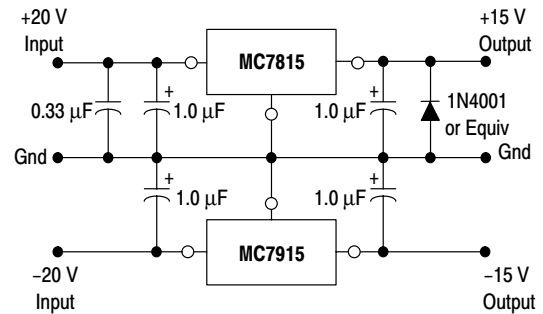 +20 V
Input
+15 V
Output
MC7815
0.33 μF
+
1.0 μF
1.0 μF
+
1N4001
or Equiv
Gnd
Gnd
+
1.0 μF
+
1.0 μF
MC7915
−20 V
Input
−15 V
Output